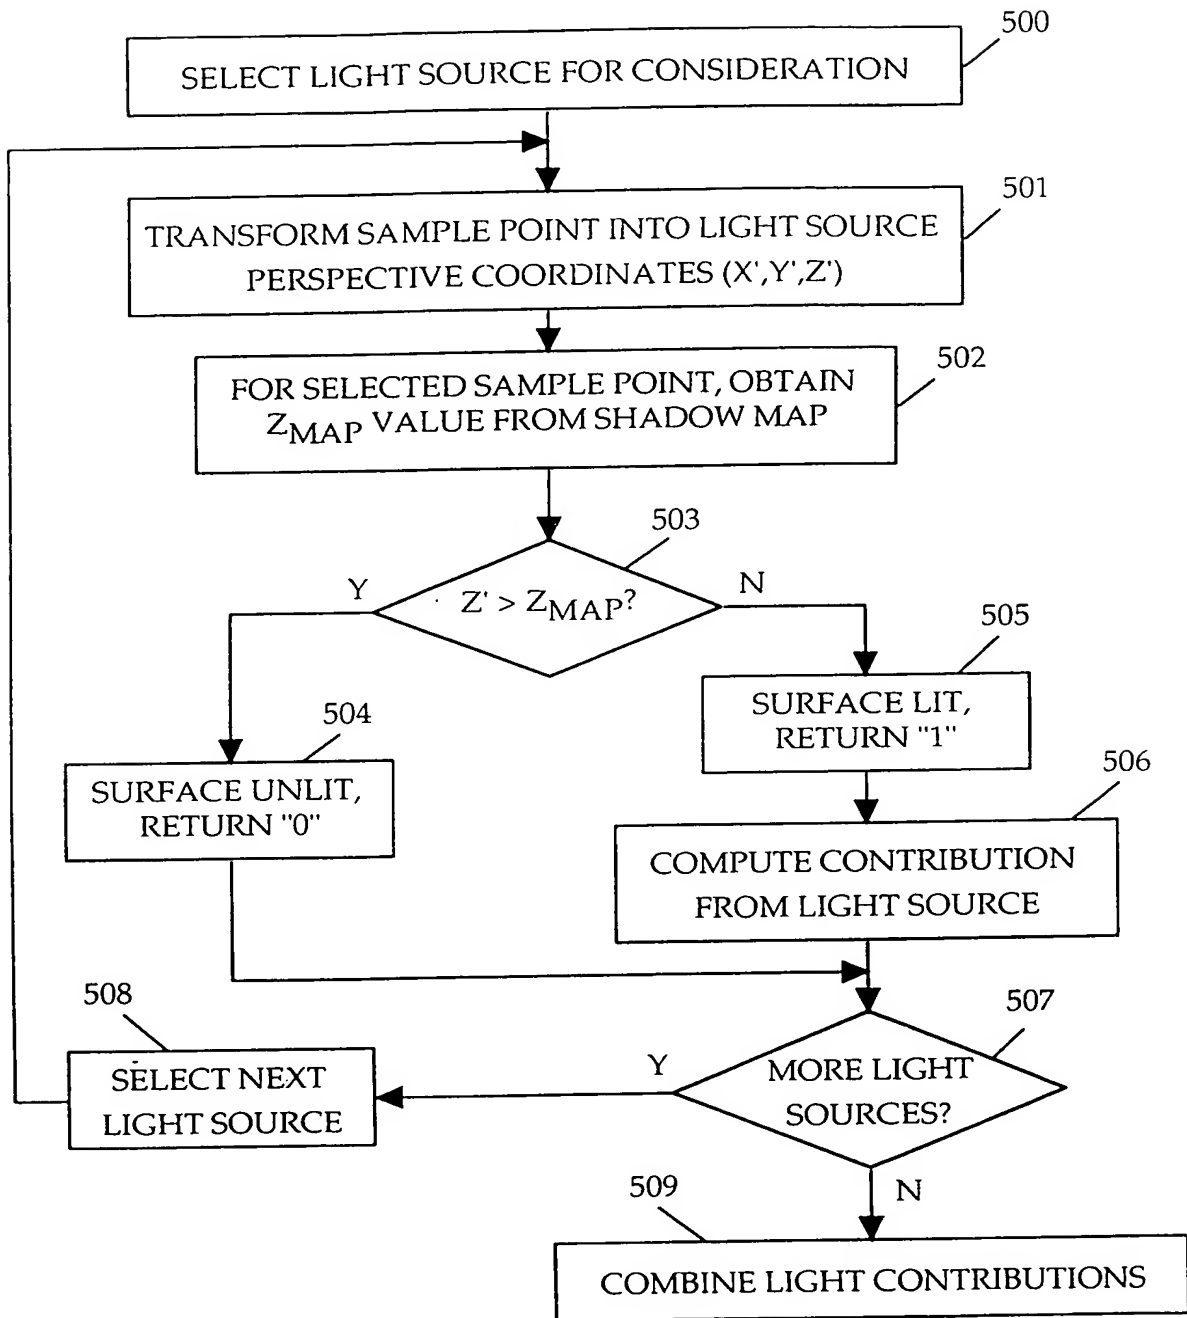 500
SELECT LIGHT SOURCE FOR CONSIDERATION
501
TRANSFORM SAMPLE POINT INTO LIGHT SOURCE
PERSPECTIVE COORDINATES (X',Y',Z')
502
FOR SELECTED SAMPLE POINT, OBTAIN
ZMAP VALUE FROM SHADOW MAP
503
Y
Z' > ZMAP?
N
505
SURFACE LIT,
RETURN "1"
504
SURFACE UNLIT,
RETURN "0"
506
COMPUTE CONTRIBUTION
FROM LIGHT SOURCE
507
MORE LIGHT
SOURCES?
Y
508
SELECT NEXT
LIGHT SOURCE
N
509
COMBINE LIGHT CONTRIBUTIONS